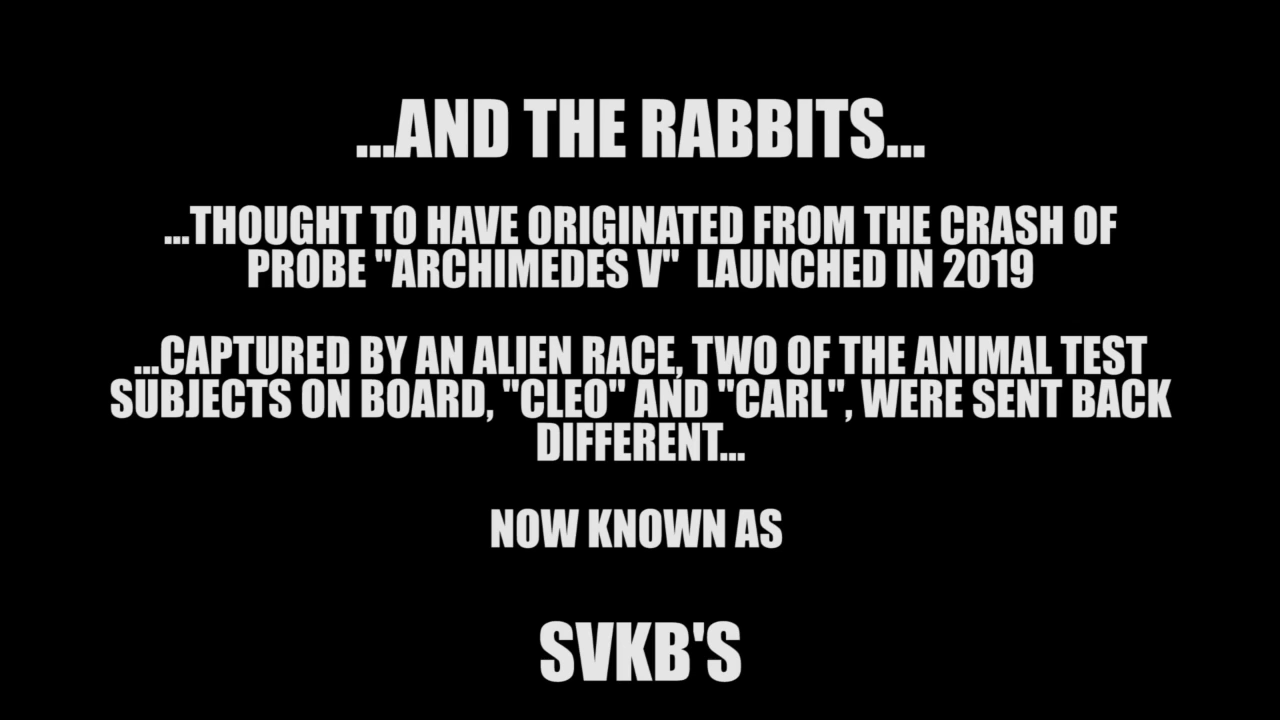 ...AND THE RABBITS...
...THOUGHT TO HAVE ORIGINATED FROM THE CRASH OF
PROBE "ARCHIMEDES V"  LAUNCHED IN 2019
...CAPTURED BY AN ALIEN RACE, TWO OF THE ANIMAL TEST
SUBJECTS ON BOARD, "CLEO" AND "CARL", WERE SENT BACK
DIFFERENT...
NOW KNOWN AS
SVKB'S